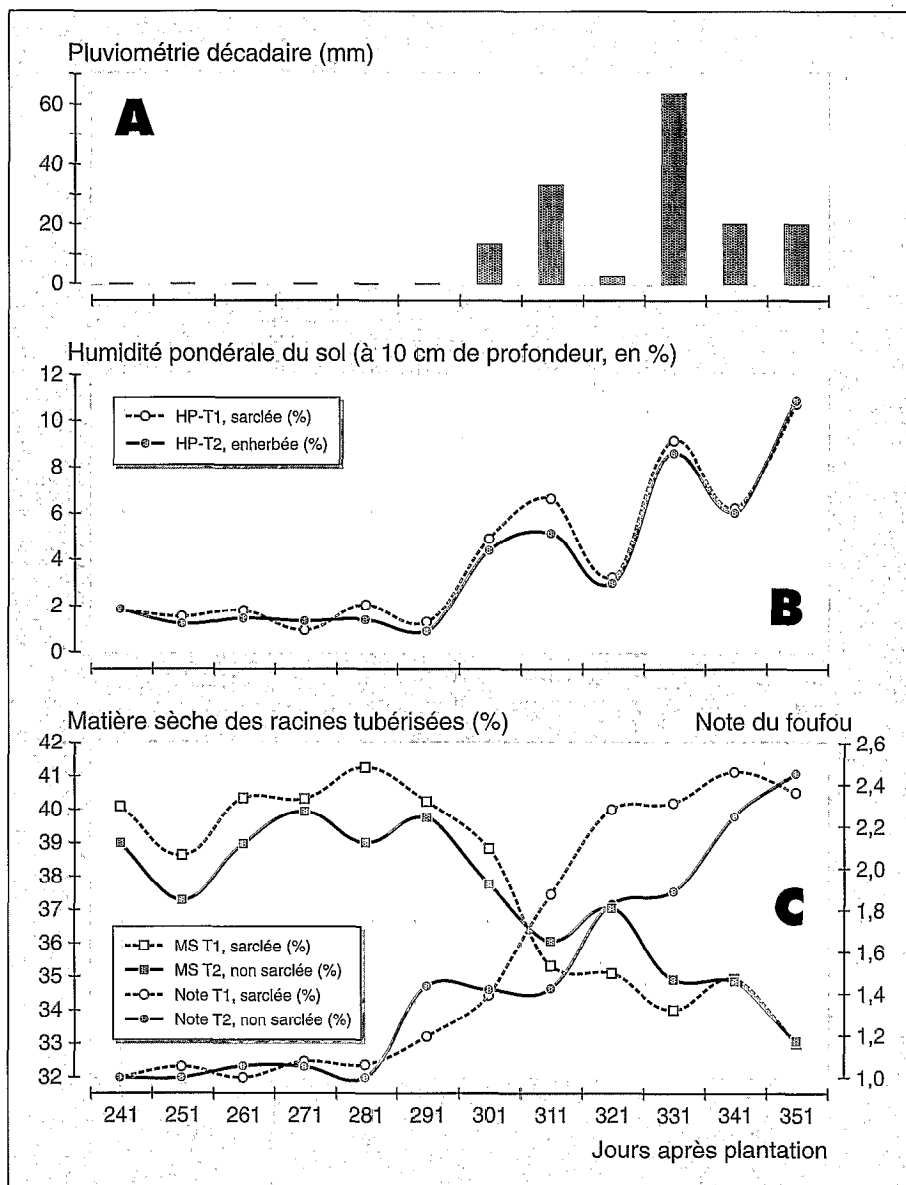 Pluviométrie décadaire (mm)
A
60
40
20
0
Humidité pondérale du sol (à 10 cm de profondeur, en %)
12
10
8
6
4
2
0
HP-T1, sarclée (%)
HP-T2, enherbée (%)
B
Matière sèche des racines tubérisées (%)
Note du foufou
42
41
40
39
38
37
36
35
34
33
32
2,6
2,4
2,2
2,0
1,8
1,6
1,4
1,2
1,0
C
MS T1, sarclée (%)
MS T2, non sarclée (%)
Note T1, sarclée (%)
Note T2, non sarclée (%)
241 251 261 271 281 291 301 311 321 331 341 351
Jours après plantation